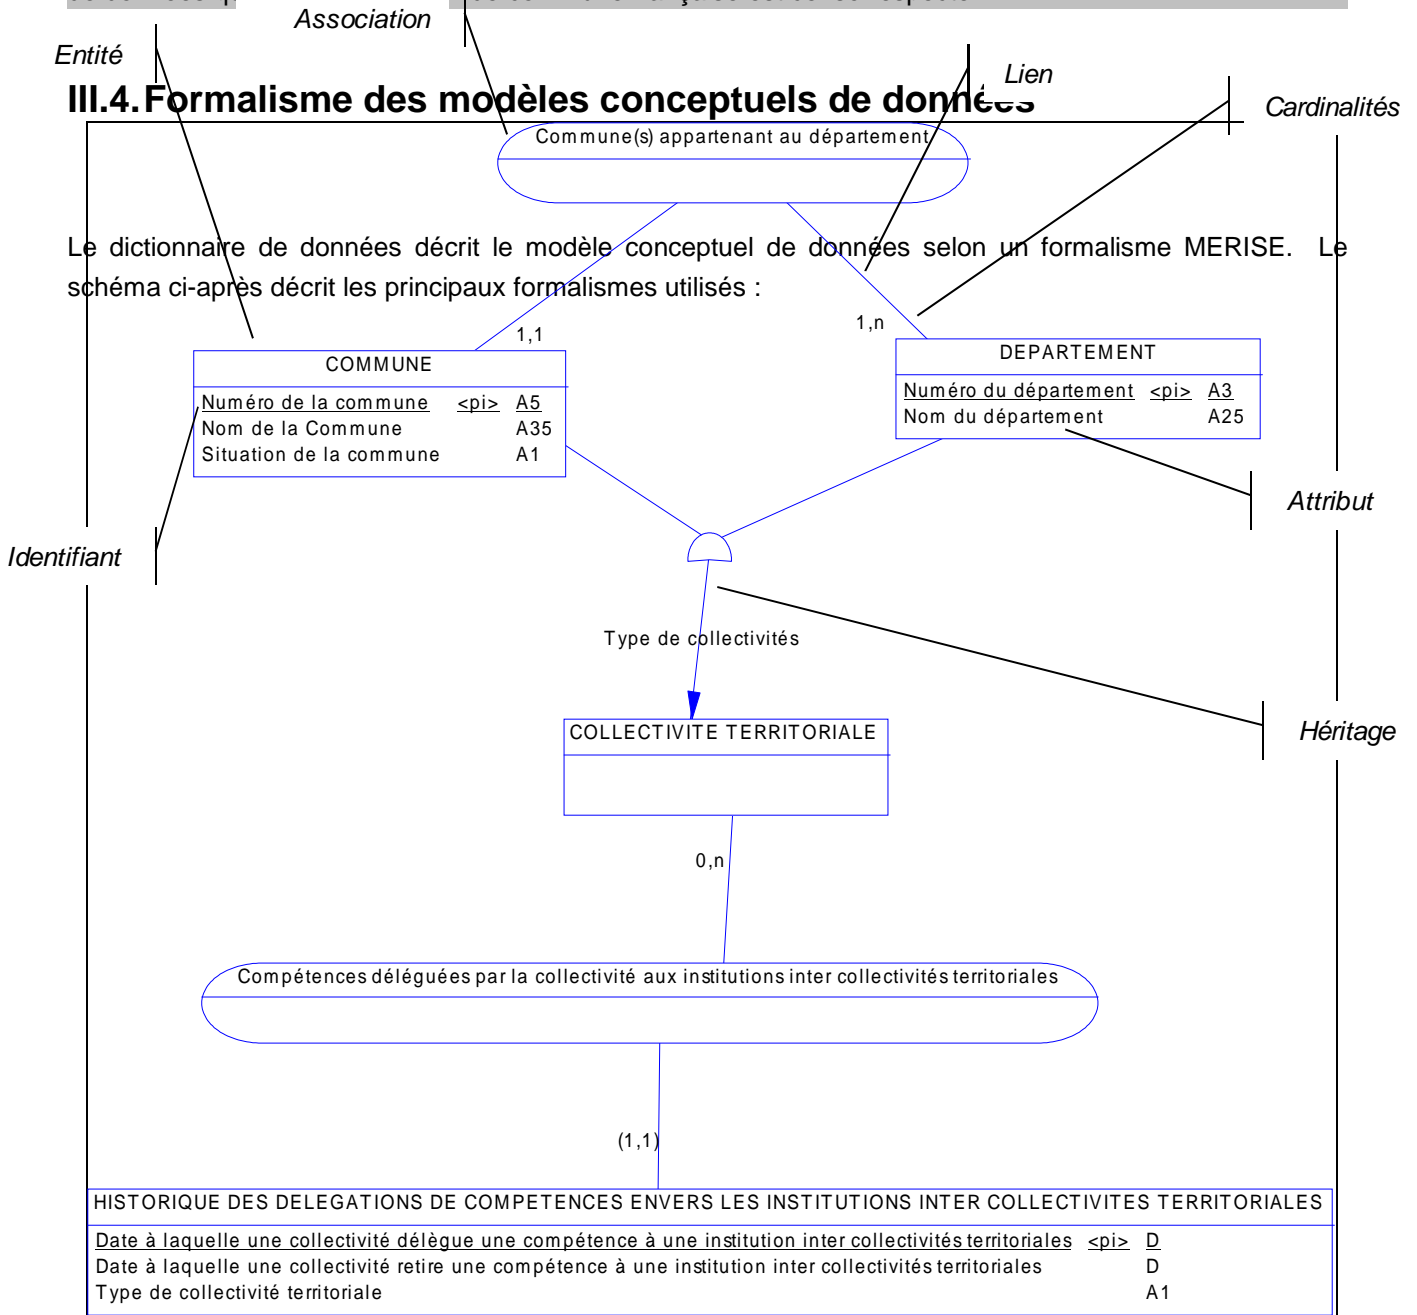 Association
Entité
Lien
III.4. Formalisme des modèles conceptuels de données
Cardinalités
Commune(s) appartenant au département
Le dictionnaire de données décrit le modèle conceptuel de données selon un formalisme MERISE. Le
schéma ci-après décrit les principaux formalismes utilisés :
1,1
1,n
COMMUNE
Numéro de la commune <pi> A5
Nom de la Commune A35
Situation de la commune A1
DEPARTEMENT
Numéro du département <pi> A3
Nom du département A25
Attribut
Identifiant
Type de collectivités
Héritage
COLLECTIVITE TERRITORIALE
0,n
Compétences déléguées par la collectivité aux institutions inter collectivités territoriales
(1,1)
HISTORIQUE DES DELEGATIONS DE COMPETENCES ENVERS LES INSTITUTIONS INTER COLLECTIVITES TERRITORIALES
Date à laquelle une collectivité délègue une compétence à une institution inter collectivités territoriales <pi> D
Date à laquelle une collectivité retire une compétence à une institution inter collectivités territoriales D
Type de collectivité territoriale A1